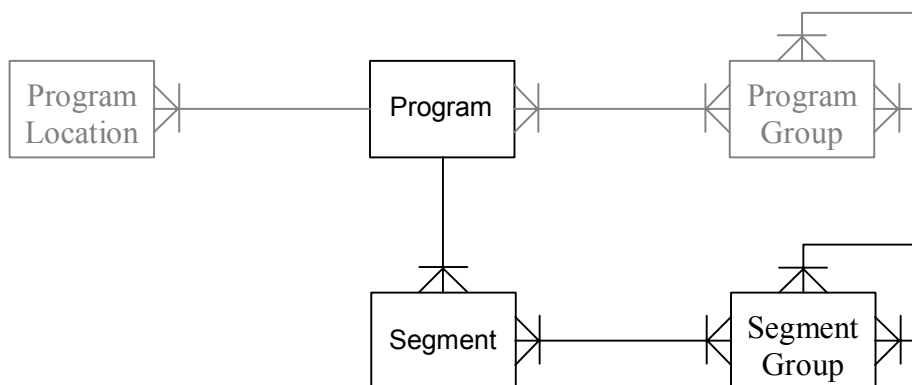 Program
Location
Program
Program
Group
Segment
Segment
Group